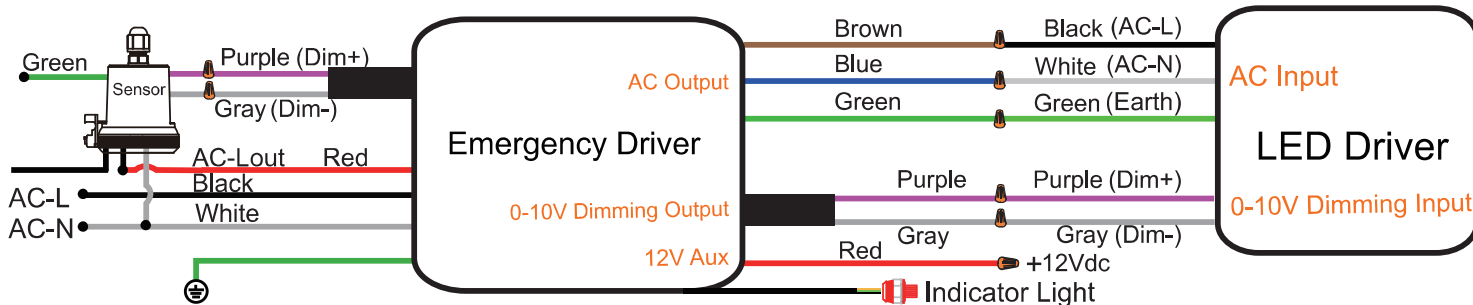 Green
Sensor
Purple (Dim+)
Gray (Dim-)
AC-Lout Red
AC-L
Black
AC-N
White
Emergency Driver
AC Output
0-10V Dimming Output
12V Aux
Brown
Black (AC-L)
Blue
White (AC-N)
Green
Green (Earth)
Purple
Purple (Dim+)
Gray
Gray (Dim-)
Red
+12Vdc
Indicator Light
AC Input
LED Driver
0-10V Dimming Input